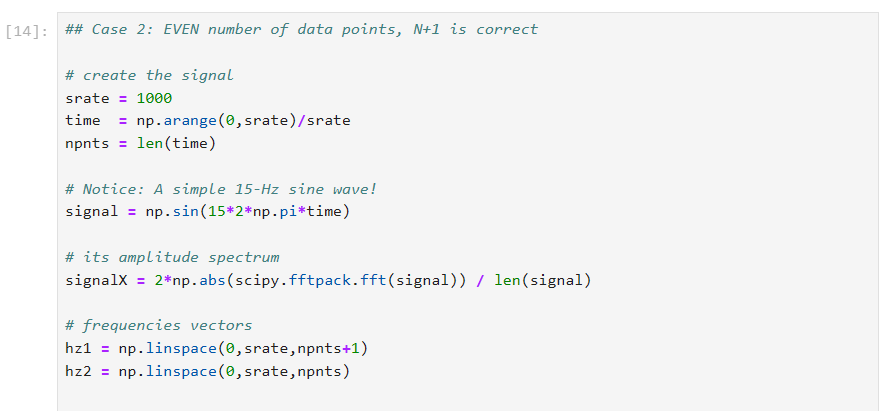 [14]: ## Case 2: EVEN number of data points, N+1 is correct
# create the signal
srate = 1000
time  = np.arange(0,srate)/srate
npnts = len(time)
# Notice: A simple 15-Hz sine wave!
signal = np.sin(15*2*np.pi*time)
# its amplitude spectrum
signalX = 2*np.abs(scipy.fftpack.fft(signal)) / len(signal)
# frequencies vectors
hz1 = np.linspace(0,srate,npnts+1)
hz2 = np.linspace(0,srate,npnts)